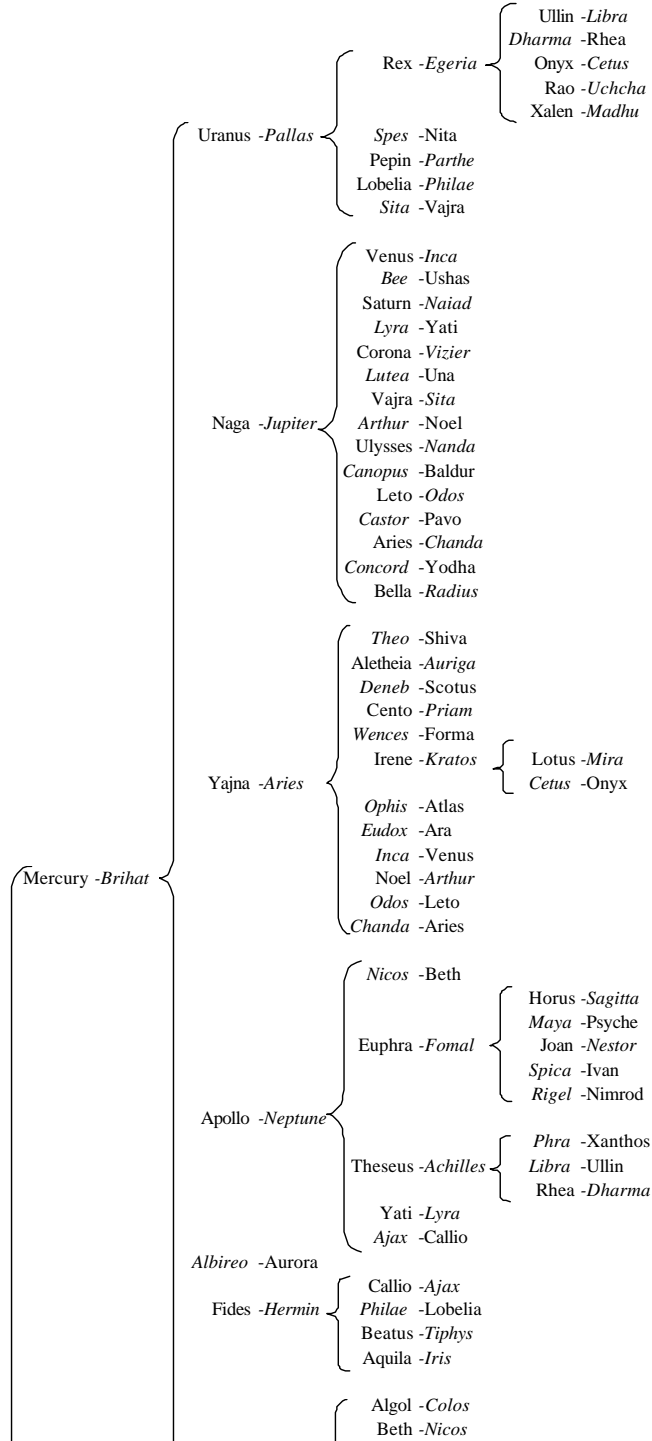 Ullin -Libra
Dharma -Rhea
Rex -Egeria
Onyx -Cetus
Rao -Uchcha
Xalen -Madhu
Uranus -Pallas
Spes -Nita
Pepin -Parthe
Lobelia -Philae
Sita -Vajra
Venus -Inca
Bee -Ushas
Saturn -Naiad
Lyra -Yati
Corona -Vizier
Lutea -Una
Vajra -Sita
Naga -Jupiter
Arthur -Noel
Ulysses -Nanda
Canopus -Baldur
Leto -Odos
Castor -Pavo
Aries -Chanda
Concord -Yodha
Bella -Radius
Theo -Shiva
Aletheia -Auriga
Deneb -Scotus
Cento -Priam
Wences -Forma
Irene -Kratos
Lotus -Mira
Cetus -Onyx
Yajna -Aries
Ophis -Atlas
Eudox -Ara
Inca -Venus
Mercury -Brihat
Noel -Arthur
Odos -Leto
Chanda -Aries
Nicos -Beth
Horus -Sagitta
Maya -Psyche
Euphra -Fomal
Joan -Nestor
Spica -Ivan
Rigel -Nimrod
Apollo -Neptune
Phra -Xanthos
Theseus -Achilles
Libra -Ullin
Rhea -Dharma
Yati -Lyra
Ajax -Callio
Albireo -Aurora
Callio -Ajax
Fides -Hermin
Philae -Lobelia
Beatus -Tiphys
Aquila -Iris
Algol -Colos
Beth -Nicos